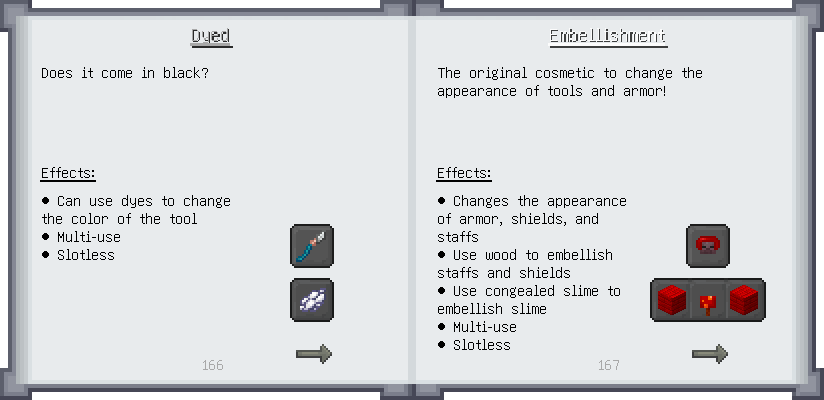 Dyed
Does it come in black?
Effects:
● Can use dyes to change
the color of the tool
● Multi-use
● Slotless
166
Embellishment
The original cosmetic to change the
appearance of tools and armor!
Effects:
● Changes the appearance
of armor, shields, and
staffs
● Use wood to embellish
staffs and shields
● Use congealed slime to
embellish slime
● Multi-use
● Slotless
167